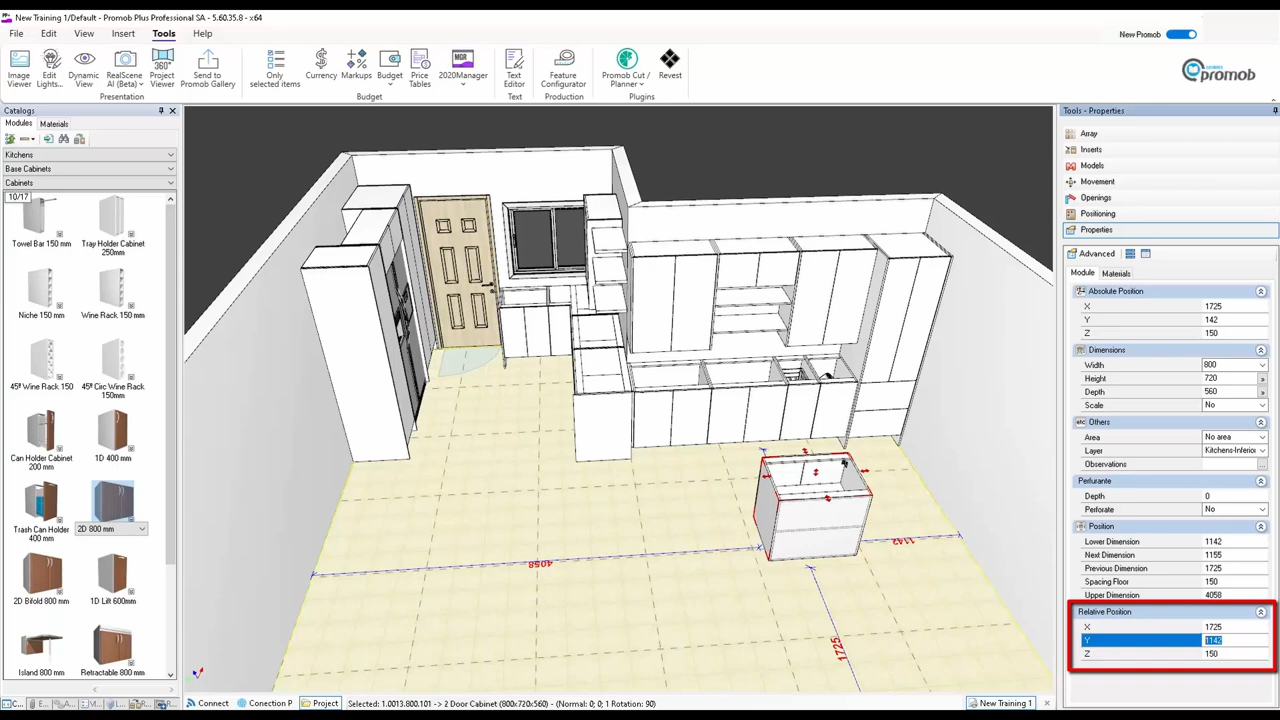 New Training 1/Default - Promob Plus Professional SA - 5.60.35.8 - x64
File Edit View Insert Tools Help
New Promob
Image Viewer
Edit Lights...
Dynamic View
RealScene AI (Beta)
Project Viewer
Send to Promob Gallery
Only selected items
Currency
Markups
Budget
Price Tables
2020Manager
Text Editor
Feature Configurator
Promob Cut / Planner
Revest
Presentation
Budget
Text
Production
Plugins
promob
Catalogs
Modules Materials
Kitchens
Base Cabinets
Cabinets
10/17
Towel Bar 150 mm
Tray Holder Cabinet 250mm
Niche 150 mm
Wine Rack 150 mm
45º Wine Rack 150
45º Circ Wine Rack 150mm
Can Holder Cabinet 200 mm
1D 400 mm
Trash Can Holder 400 mm
2D 800 mm
2D Bifold 800 mm
1D Lift 600mm
Island 800 mm
Retractable 800 mm
4058
1142
1725
Tools - Properties
Array
Inserts
Models
Movement
Openings
Positioning
Properties
Advanced
Module Materials
Absolute Position
X 1725
Y 142
Z 150
Dimensions
Width 800
Height 720
Depth 560
Scale No
Others
Area No area
Layer Kitchens-Inferior
Observations
Perfurante
Depth 0
Perforate No
Position
Lower Dimension 1142
Next Dimension 1155
Previous Dimension 1725
Spacing Floor 150
Upper Dimension 4058
Relative Position
X 1725
Y 1142
Z 150
Connect Conection P Project Selected: 1.0013.800.101 -> 2 Door Cabinet (800x720x560) - (Normal: 0; 0; 1 Rotation: 90) New Training 1